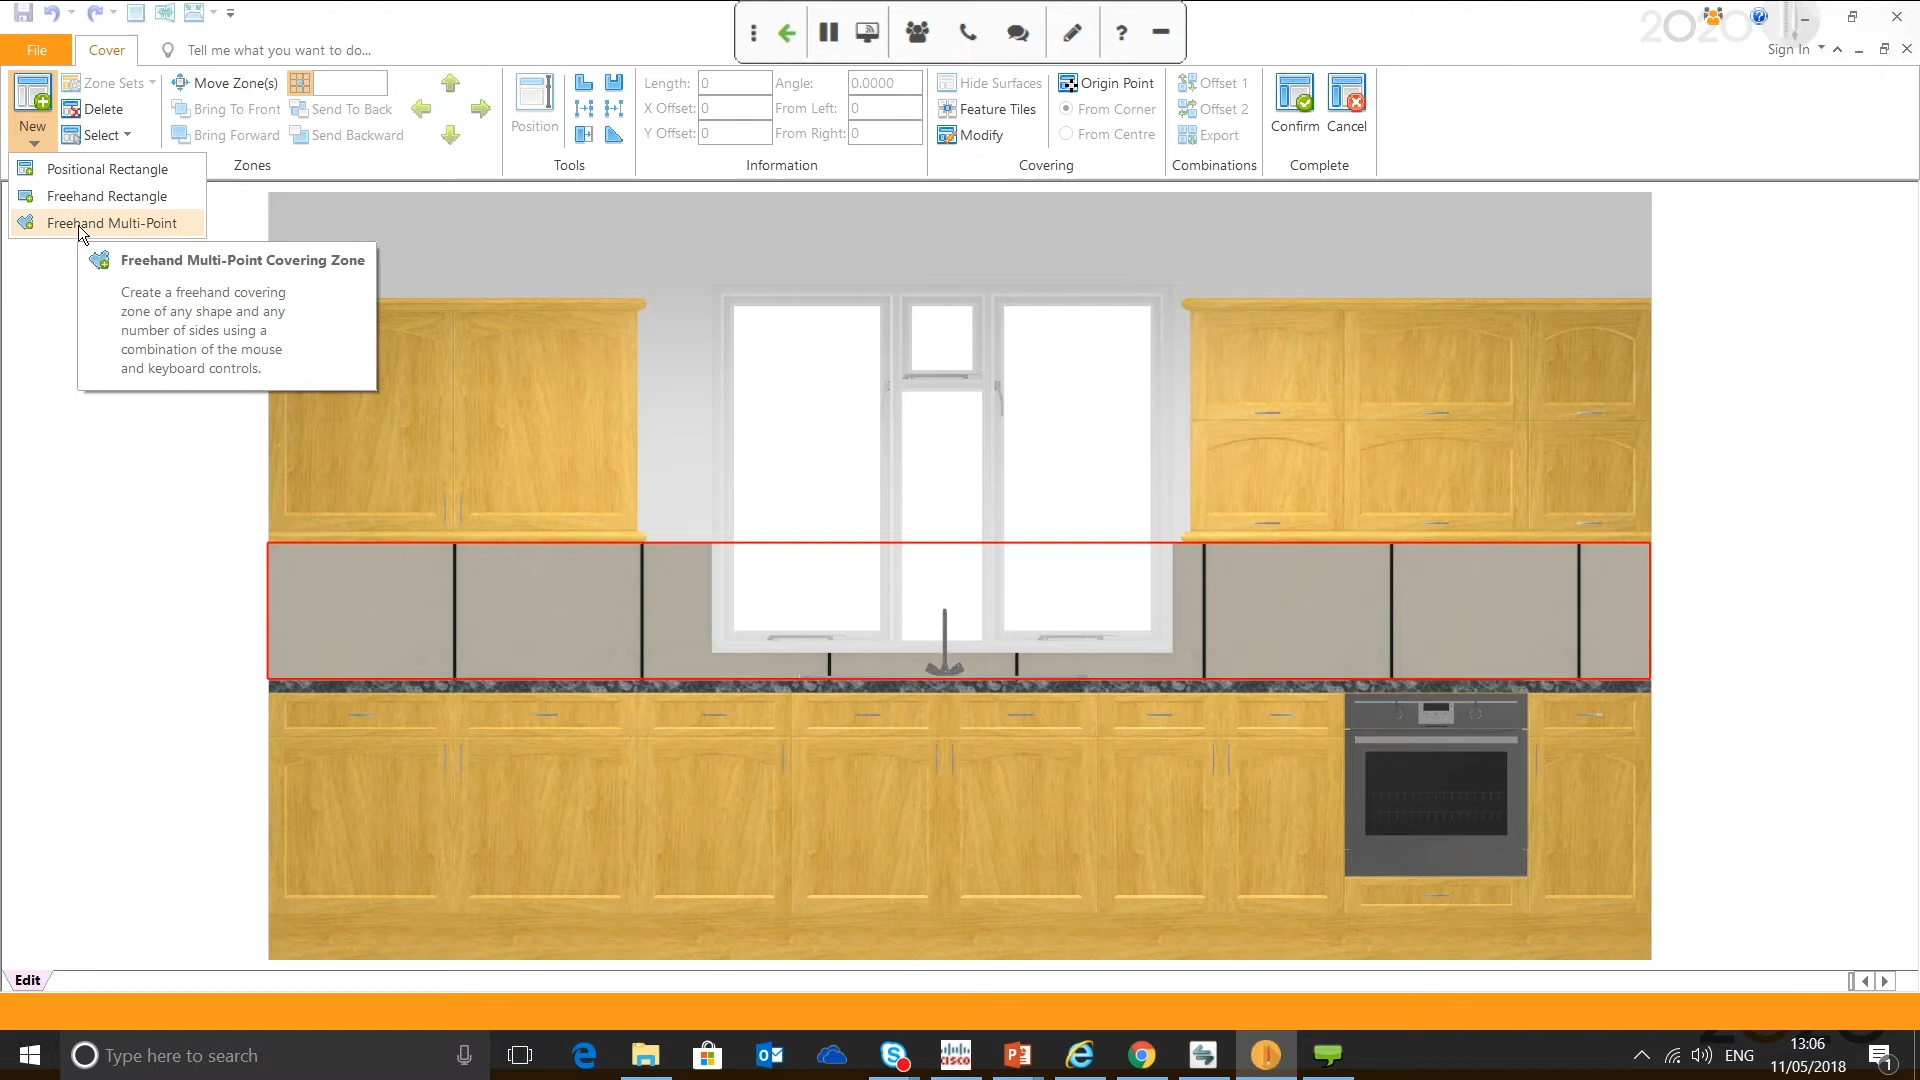 2020
File
Cover
Tell me what you want to do...
Sign In
New
Zone Sets
Delete
Select
Move Zone(s)
Bring To Front
Send To Back
Bring Forward
Send Backward
Zones
Position
Tools
Length: 0
Angle: 0.0000
X Offset: 0
From Left: 0
Y Offset: 0
From Right: 0
Information
Hide Surfaces
Origin Point
Feature Tiles
From Corner
Modify
From Centre
Covering
Offset 1
Offset 2
Export
Combinations
Confirm
Cancel
Complete
Positional Rectangle
Freehand Rectangle
Freehand Multi-Point
Freehand Multi-Point Covering Zone
Create a freehand covering
zone of any shape and any
number of sides using a
combination of the mouse
and keyboard controls.
Edit
Type here to search
CISCO
ENG
13:06
11/05/2018
1